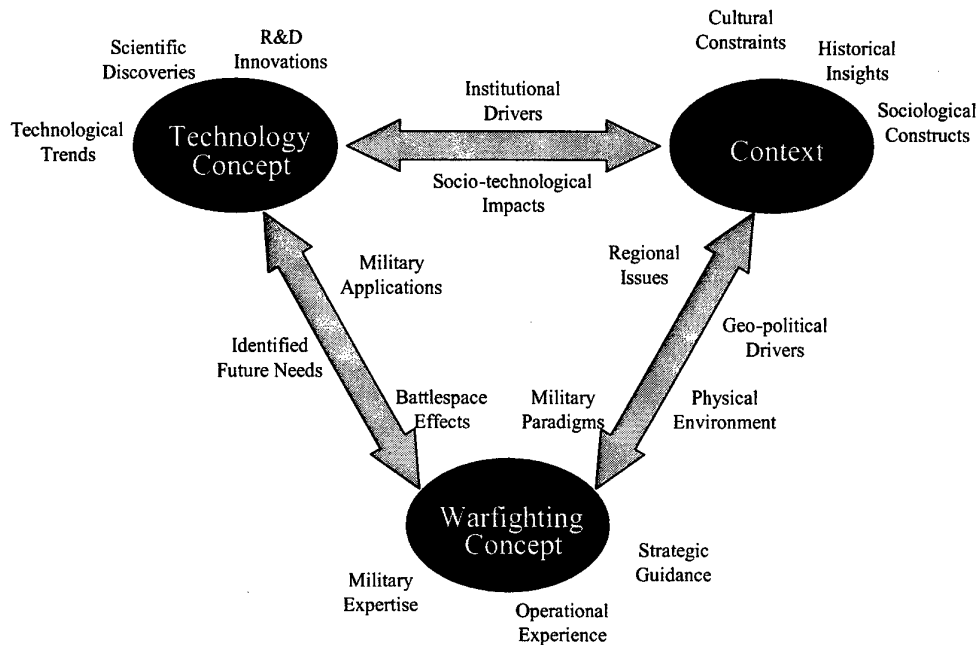 Scientific
Discoveries
R&D
Innovations
Technological
Trends
Technology
Concept
Institutional
Drivers
Socio-technological
Impacts
Cultural
Constraints
Historical
Insights
Sociological
Constructs
Context
Military
Applications
Identified
Future Needs
Battlespace
Effects
Regional
Issues
Geo-political
Drivers
Military
Paradigms
Physical
Environment
Warfighting
Concept
Military
Expertise
Operational
Experience
Strategic
Guidance